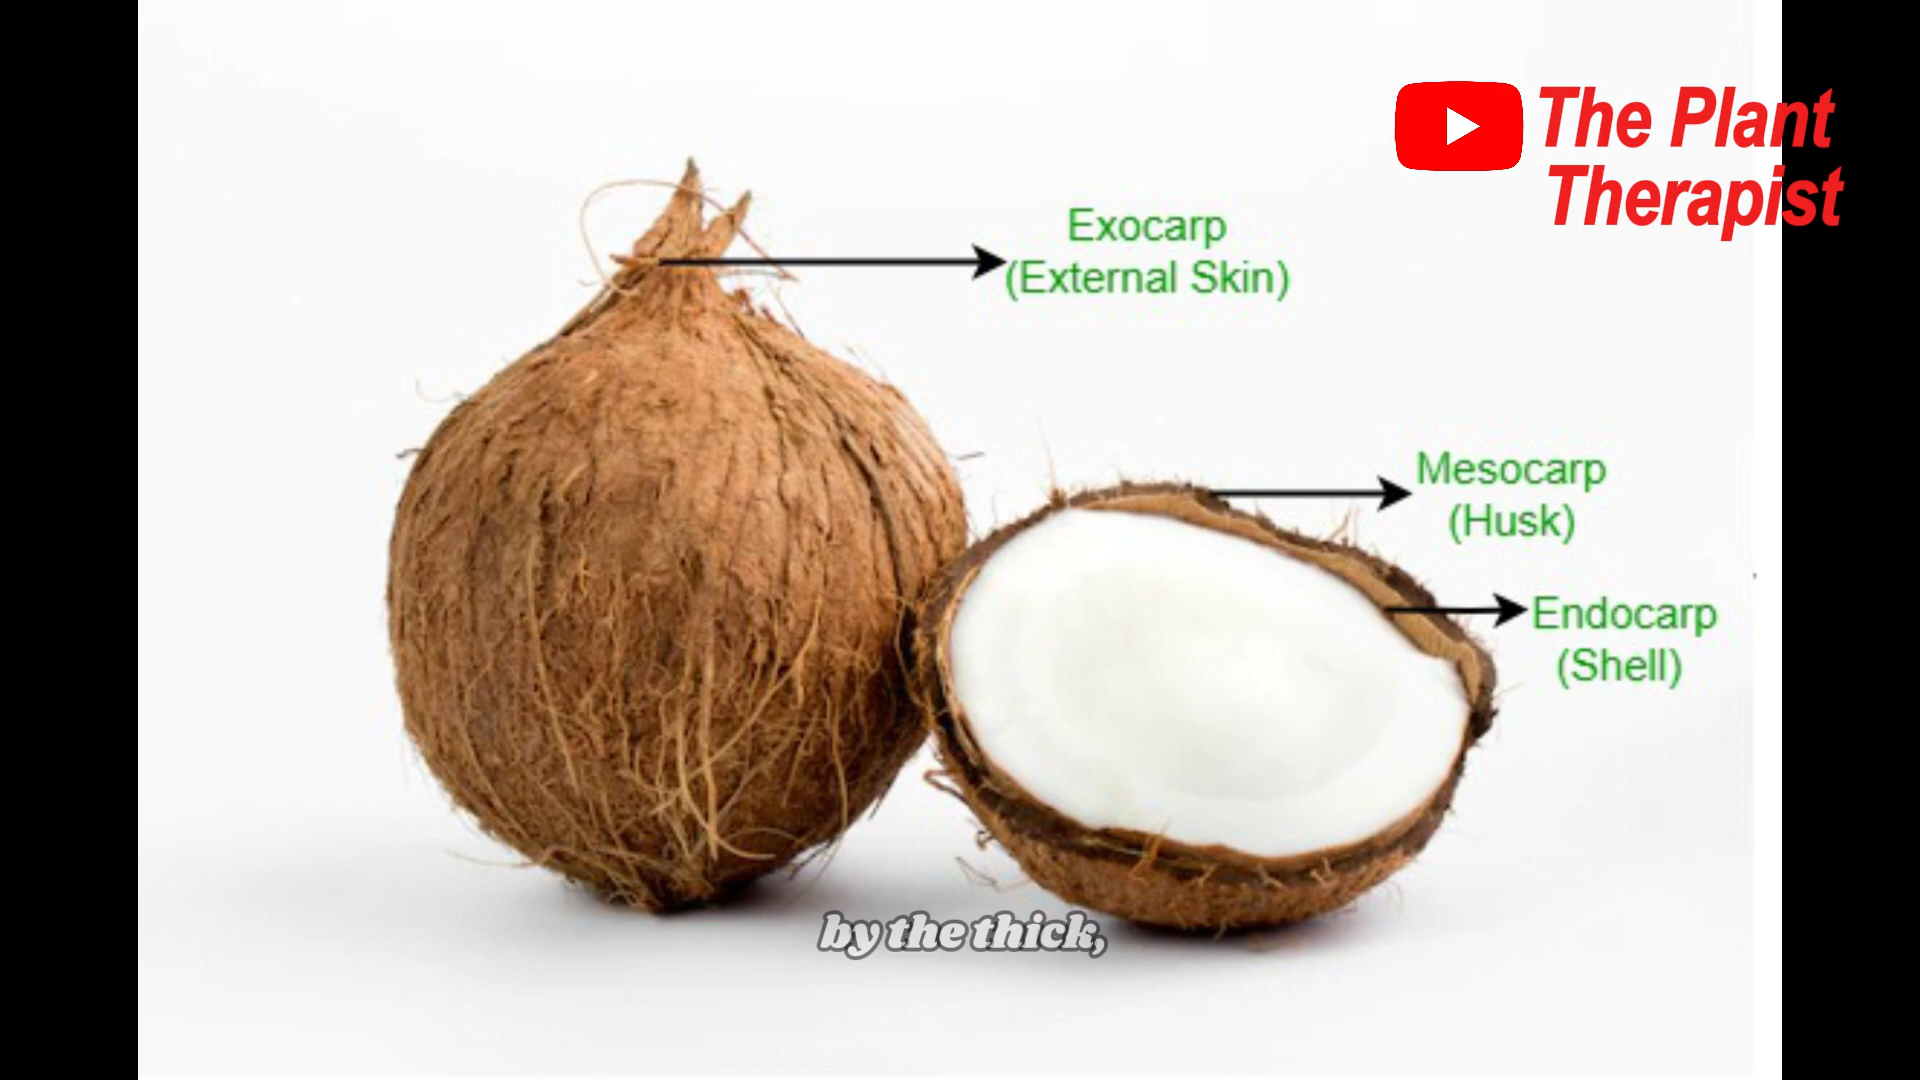 The Plant
Therapist
Exocarp
(External Skin)
Mesocarp
(Husk)
Endocarp
(Shell)
by the thick,